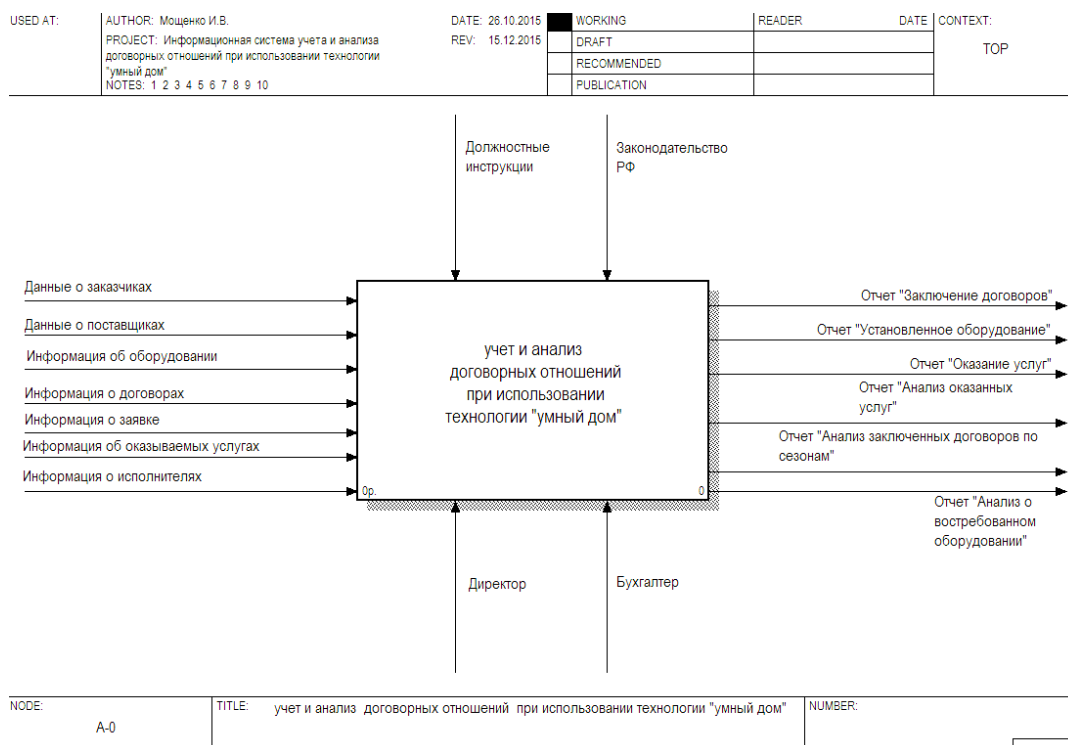 USED AT:
AUTHOR: Мощенко И.В.
DATE: 26.10.2015
WORKING
READER
DATE
CONTEXT:
PROJECT: Информационная система учета и анализа
REV: 15.12.2015
DRAFT
TOP
договорных отношений при использовании технологии
RECOMMENDED
"умный дом"
NOTES: 1 2 3 4 5 6 7 8 9 10
PUBLICATION
Должностные
инструкции
Законодательство
РФ
Данные о заказчиках
Данные о поставщиках
Информация об оборудовании
Информация о договорах
Информация о заявке
Информация об оказываемых услугах
Информация о исполнителях
учет и анализ
договорных отношений
при использовании
технологии "умный дом"
0р.
0
Отчет "Заключение договоров"
Отчет "Установленное оборудование"
Отчет "Оказание услуг"
Отчет "Анализ оказанных
услуг"
Отчет "Анализ заключенных договоров по
сезонам"
Отчет "Анализ о
востребованном
оборудовании"
Директор
Бухгалтер
NODE:
A-0
TITLE: учет и анализ договорных отношений при использовании технологии "умный дом"
NUMBER: